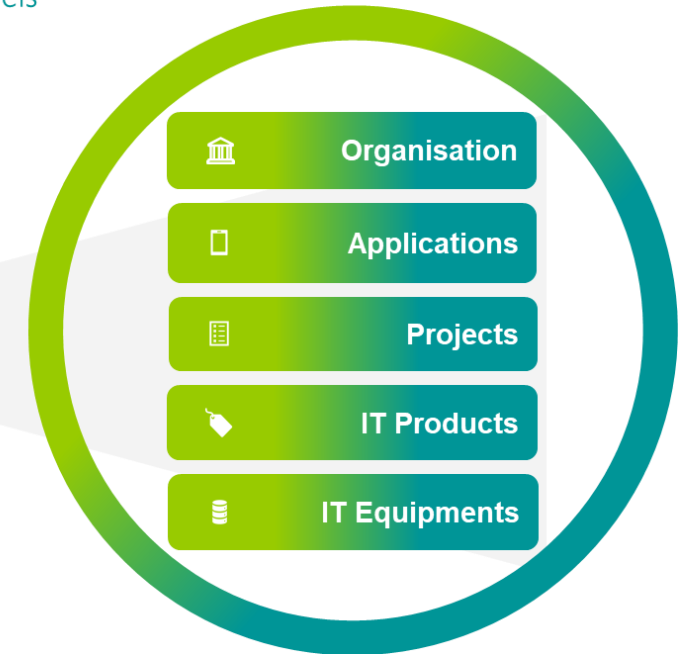 Organisation
Applications
Projects
IT Products
IT Equipments